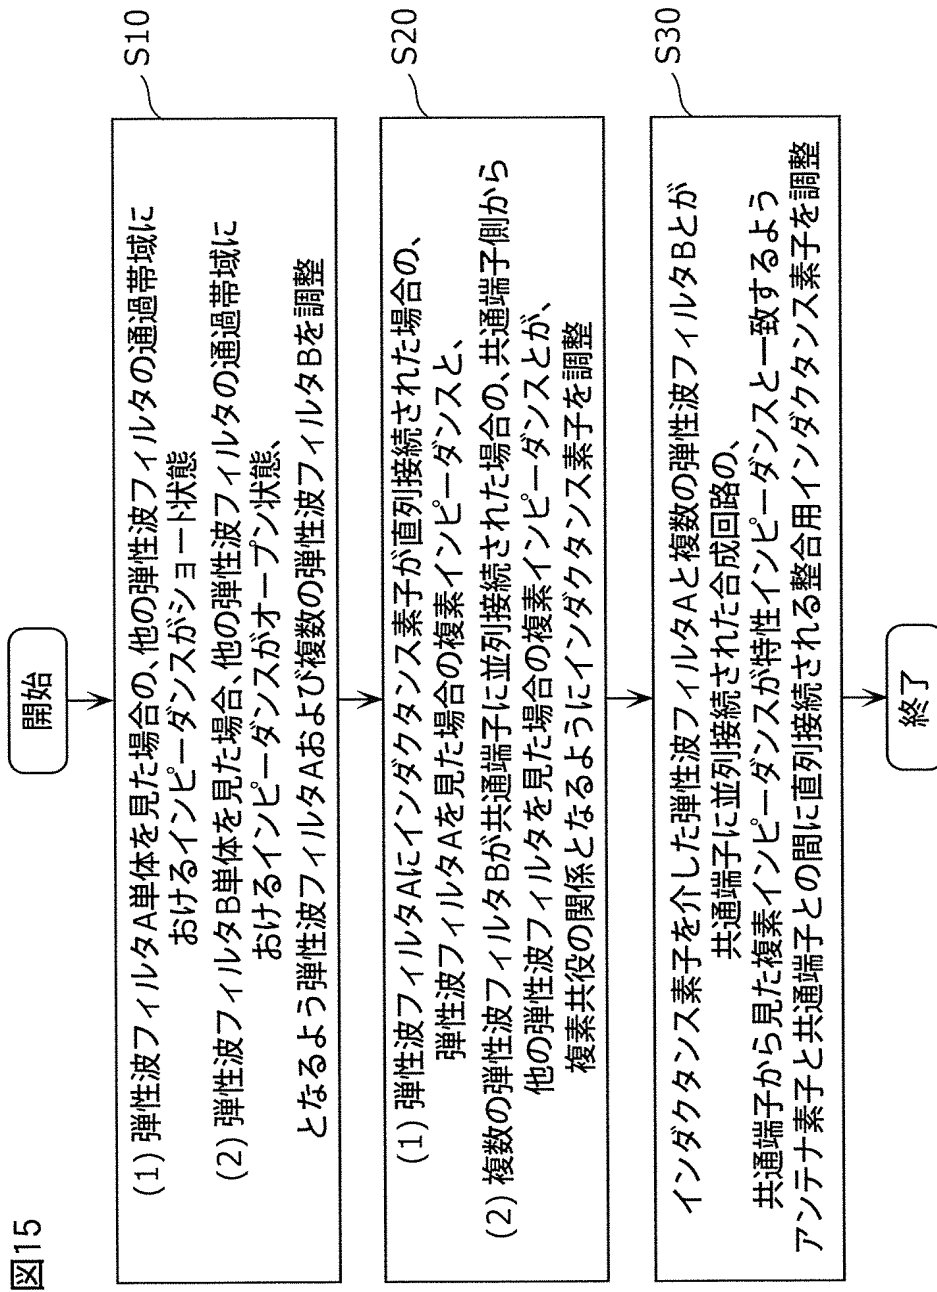 図15
開始
S10
(1) 弾性波フィルタA単体を見た場合の、他の弾性波フィルタの通過帯域に
おけるインピーダンスがショート状態
(2) 弾性波フィルタB単体を見た場合、他の弾性波フィルタの通過帯域に
おけるインピーダンスがオープン状態、
となるよう弾性波フィルタAおよび複数の弾性波フィルタBを調整
S20
(1) 弾性波フィルタAにインダクタンス素子が直列接続された場合の、
弾性波フィルタAを見た場合の複素インピーダンスと、
(2) 複数の弾性波フィルタBが共通端子に並列接続された場合の、共通端子側から
他の弾性波フィルタを見た場合の複素インピーダンスとが、
複素共役の関係となるようにインダクタンス素子を調整
S30
インダクタンス素子を介した弾性波フィルタAと複数の弾性波フィルタBとが
共通端子に並列接続された合成回路の、
共通端子から見た複素インピーダンスが特性インピーダンスと一致するよう
アンテナ素子と共通端子との間に直列接続される整合用インダクタンス素子を調整
終了